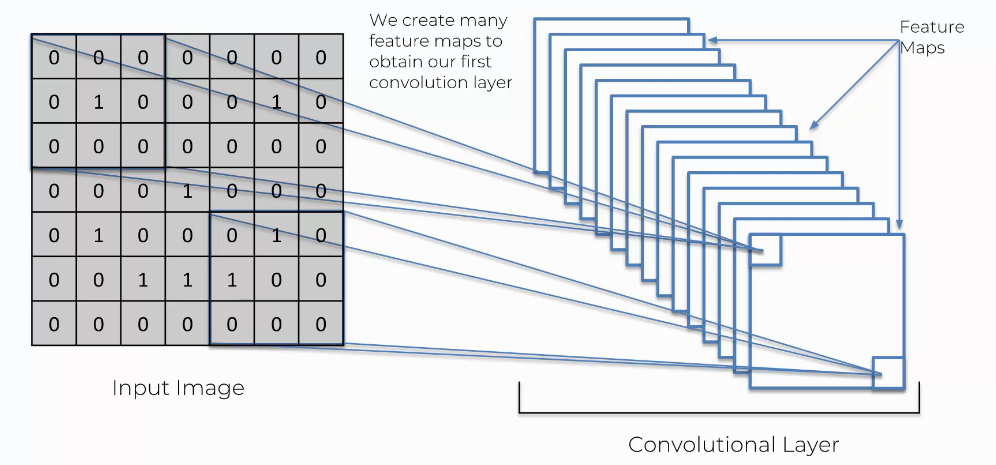 We create many
feature maps to
obtain our first
convolution layer
Feature
Maps
0 0 0 0 0 0 0
0 1 0 0 0 1 0
0 0 0 0 0 0 0
0 0 0 1 0 0 0
0 1 0 0 0 1 0
0 0 1 1 1 0 0
0 0 0 0 0 0 0
Input Image
Convolutional Layer